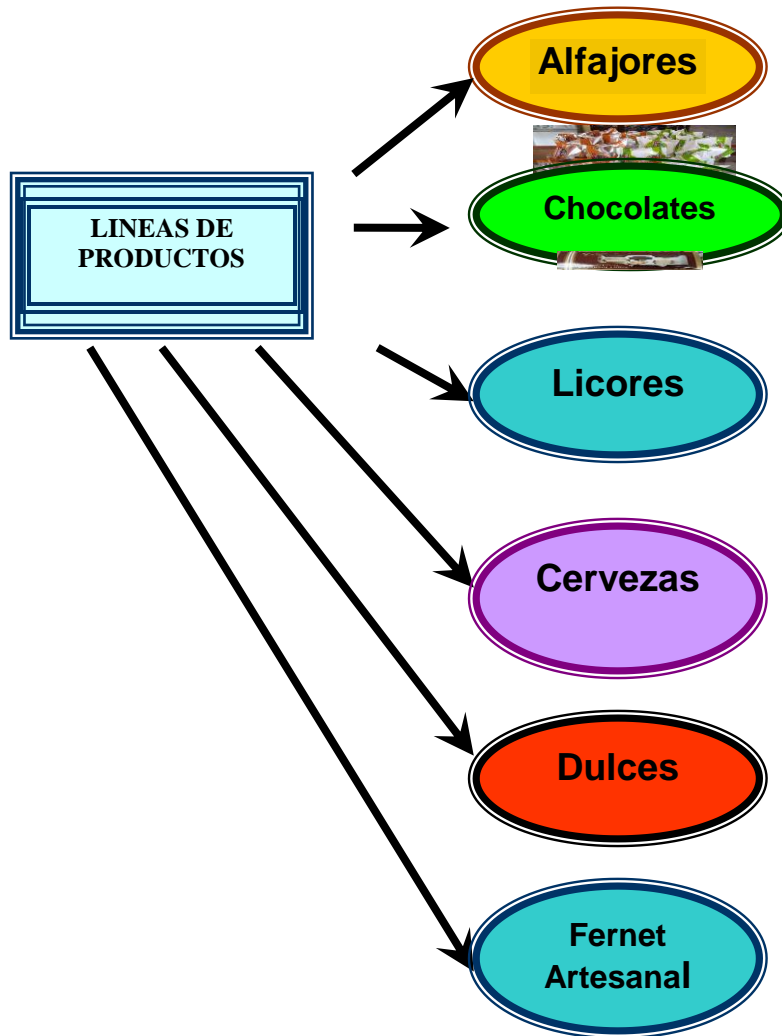 Alfajores
LINEAS DE
PRODUCTOS
Chocolates
Licores
Cervezas
Dulces
Fernet
Artesanal